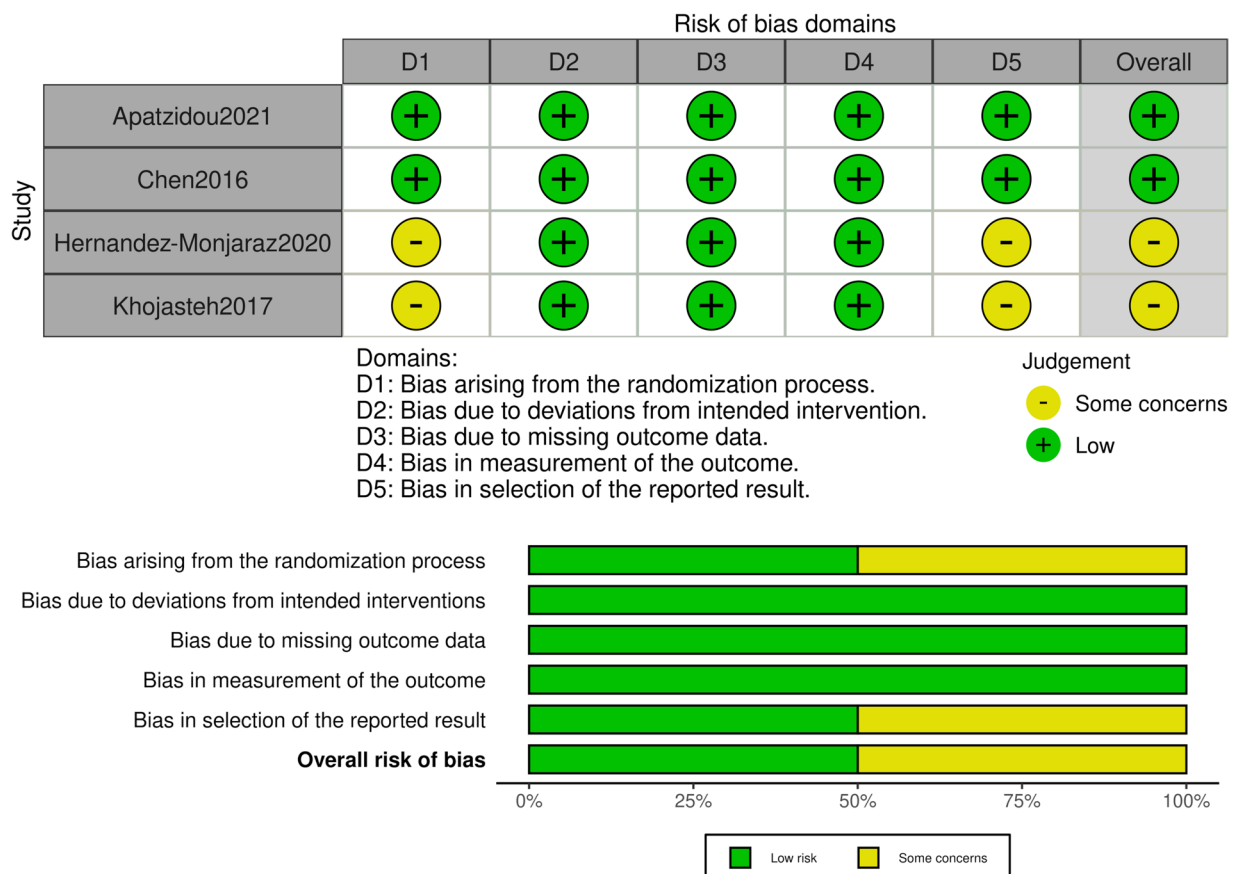 Risk of bias domains
D1 D2 D3 D4 D5 Overall
Study
Apatzidou2021 + + + + + +
Chen2016 + + + + + +
Hernandez-Monjaraz2020 - + + + - -
Khojasteh2017 - + + + - -
Domains:
D1: Bias arising from the randomization process.
D2: Bias due to deviations from intended intervention.
D3: Bias due to missing outcome data.
D4: Bias in measurement of the outcome.
D5: Bias in selection of the reported result.
Judgement
- Some concerns
+ Low
Bias arising from the randomization process
Bias due to deviations from intended interventions
Bias due to missing outcome data
Bias in measurement of the outcome
Bias in selection of the reported result
Overall risk of bias
0% 25% 50% 75% 100%
Low risk Some concerns